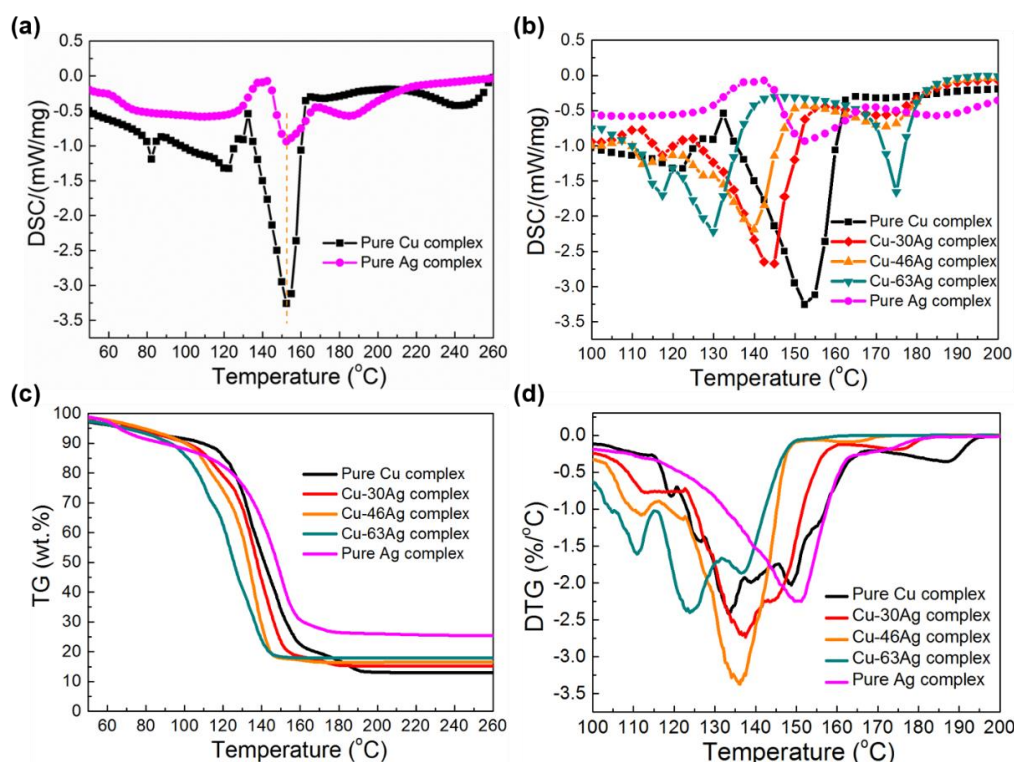 (a)
0.5
0.0
-0.5
-1.0
-1.5
-2.0
-2.5
-3.0
-3.5
DSC/(mW/mg)
Pure Cu complex
Pure Ag complex
60 80 100 120 140 160 180 200 220 240 260
Temperature (°C)
(b)
0.5
0.0
-0.5
-1.0
-1.5
-2.0
-2.5
-3.0
-3.5
DSC/(mW/mg)
Pure Cu complex
Cu-30Ag complex
Cu-46Ag complex
Cu-63Ag complex
Pure Ag complex
100 110 120 130 140 150 160 170 180 190 200
Temperature (°C)
(c)
100
90
80
70
60
50
40
30
20
10
0
TG (wt.%)
Pure Cu complex
Cu-30Ag complex
Cu-46Ag complex
Cu-63Ag complex
Pure Ag complex
60 80 100 120 140 160 180 200 220 240 260
Temperature (°C)
(d)
0.0
-0.5
-1.0
-1.5
-2.0
-2.5
-3.0
-3.5
DTG (%/°C)
Pure Cu complex
Cu-30Ag complex
Cu-46Ag complex
Cu-63Ag complex
Pure Ag complex
100 110 120 130 140 150 160 170 180 190 200
Temperature (°C)